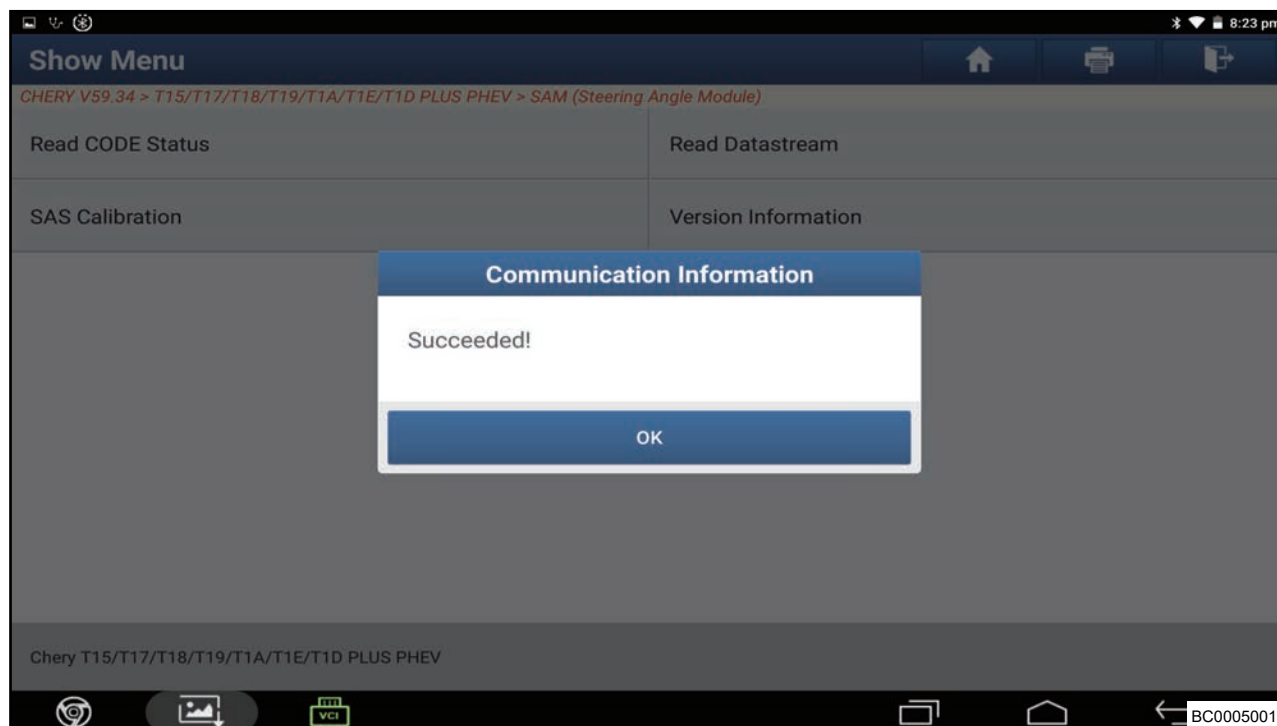 8:23 pm
Show Menu
CHERY V59.34 > T15/T17/T18/T19/T1A/T1E/T1D PLUS PHEV > SAM (Steering Angle Module)
Read CODE Status
Read Datastream
SAS Calibration
Version Information
Communication Information
Succeeded!
OK
Chery T15/T17/T18/T19/T1A/T1E/T1D PLUS PHEV
VCI
BC0005001